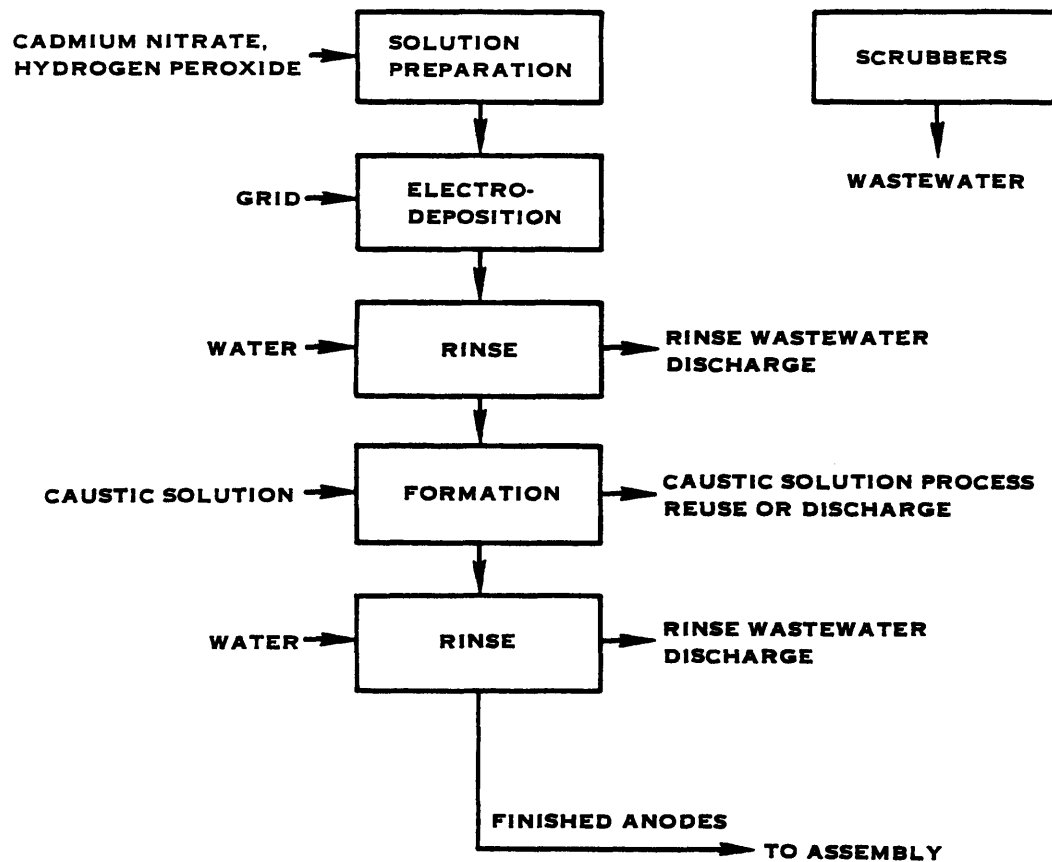 CADMIUM NITRATE,
HYDROGEN PEROXIDE
SOLUTION
PREPARATION
SCRUBBERS
WASTEWATER
GRID
ELECTRO-
DEPOSITION
WATER
RINSE
RINSE WASTEWATER
DISCHARGE
CAUSTIC SOLUTION
FORMATION
CAUSTIC SOLUTION PROCESS
REUSE OR DISCHARGE
WATER
RINSE
RINSE WASTEWATER
DISCHARGE
FINISHED ANODES
TO ASSEMBLY